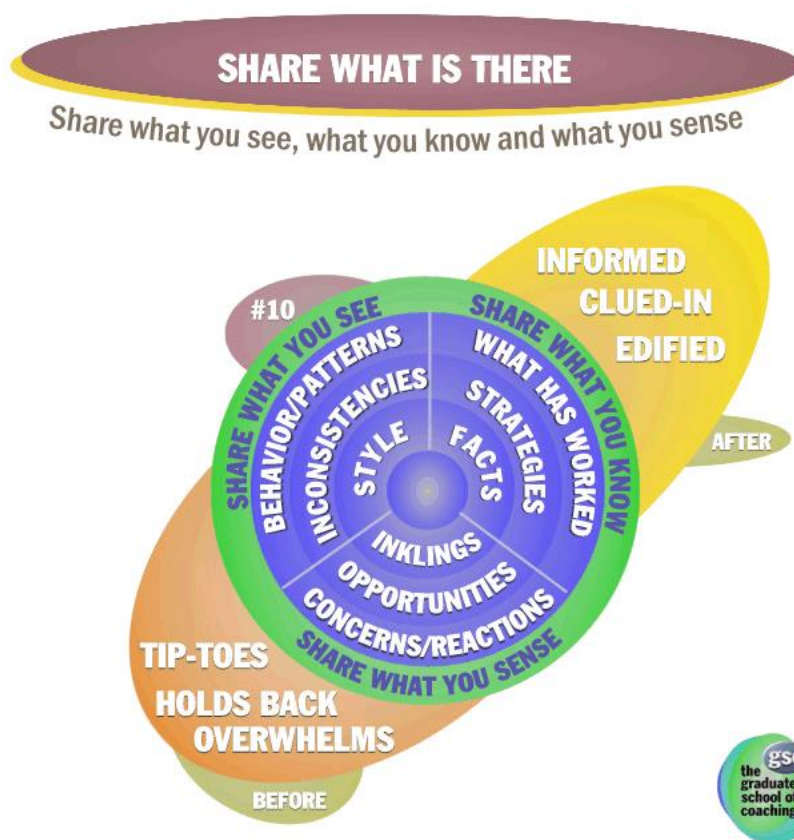 SHARE WHAT IS THERE
Share what you see, what you know and what you sense
INFORMED
CLUED-IN
EDIFIED
AFTER
#10
SHARE WHAT YOU SEE
BEHAVIOR/PATTERNS
INCONSISTENCIES
STYLE
SHARE WHAT YOU KNOW
WHAT HAS WORKED
STRATEGIES
FACTS
INKLINGS
OPPORTUNITIES
CONCERNS/REACTIONS
SHARE WHAT YOU SENSE
TIP-TOES
HOLDS BACK
OVERWHELMS
BEFORE
the
graduate
school of
coaching